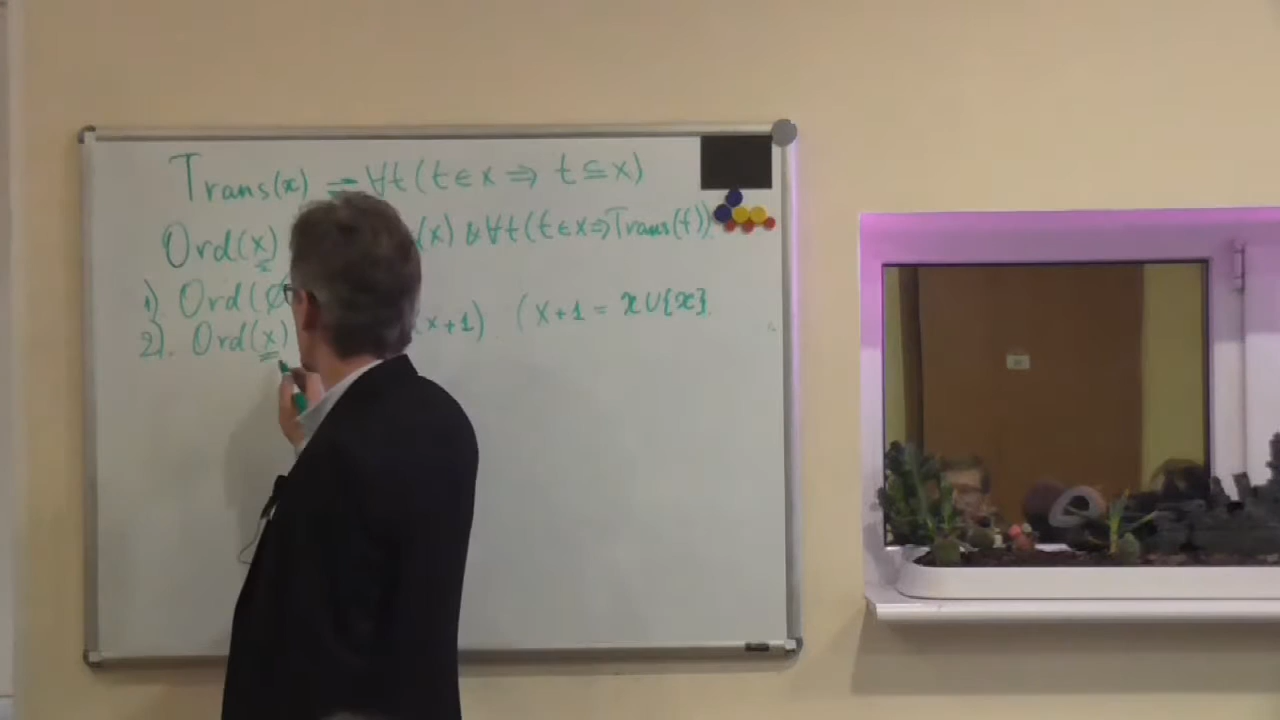 Trans(x) ⇌ ∀t(t∈x ⇒ t⊆x)
Ord(x) (x) & ∀t(t∈x⇒Trans(t))
1) Ord(∅
2). Ord(x) (x+1) (x+1 = x∪{x}